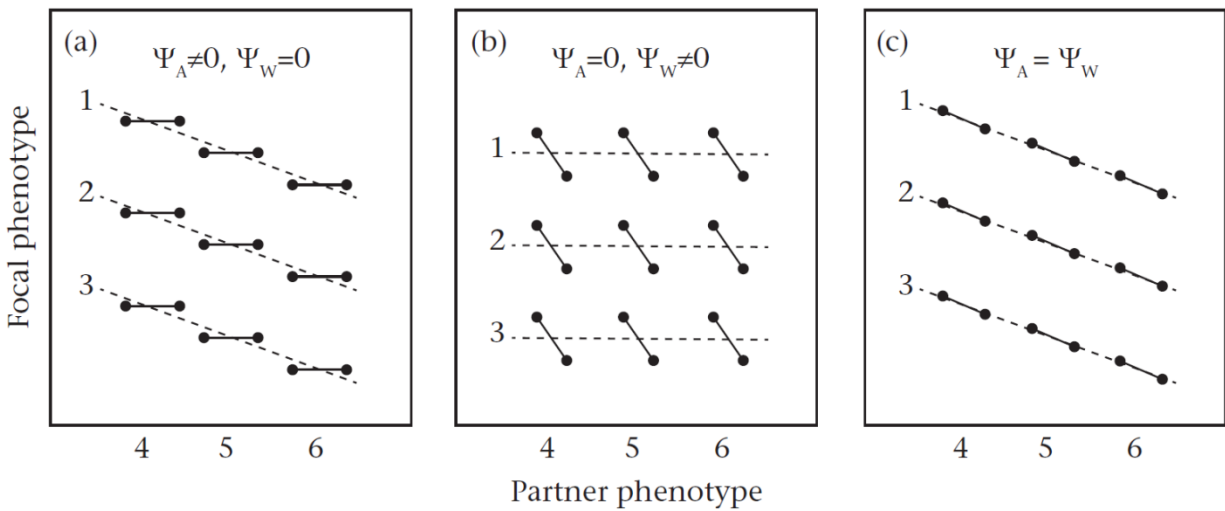 (a)
Ψ_A≠0, Ψ_W=0
1
2
3
4 5 6
(b)
Ψ_A=0, Ψ_W≠0
1
2
3
4 5 6
(c)
Ψ_A = Ψ_W
1
2
3
4 5 6
Focal phenotype
Partner phenotype